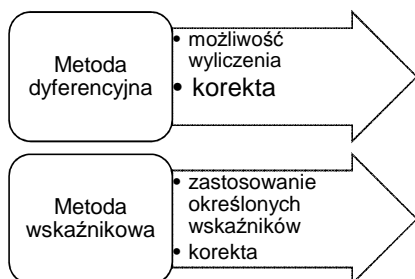 Metoda
dyferencyjna
• możliwość
wyliczenia
• korekta
Metoda
wskaźnikowa
• zastosowanie
określonych
wskaźników
• korekta